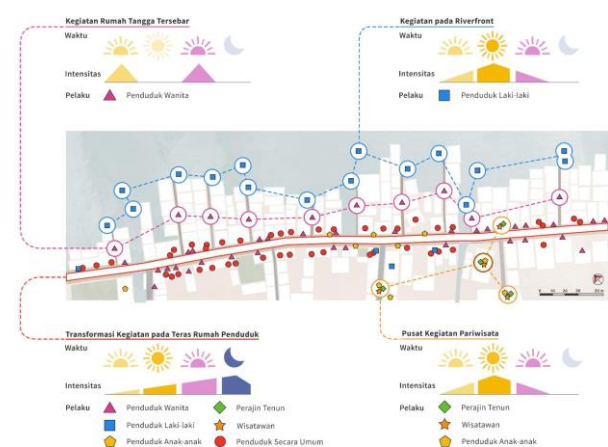 Kegiatan Rumah Tangga Tersebar
Waktu
Intensitas
Pelaku Penduduk Wanita
Kegiatan pada Riverfront
Waktu
Intensitas
Pelaku Penduduk Laki-laki
Transformasi Kegiatan pada Teras Rumah Penduduk
Waktu
Intensitas
Pelaku Penduduk Wanita Perajin Tenun
Penduduk Laki-laki Wisatawan
Penduduk Anak-anak Penduduk Secara Umum
Pusat Kegiatan Pariwisata
Waktu
Intensitas
Pelaku Perajin Tenun
Wisatawan
Penduduk Anak-anak